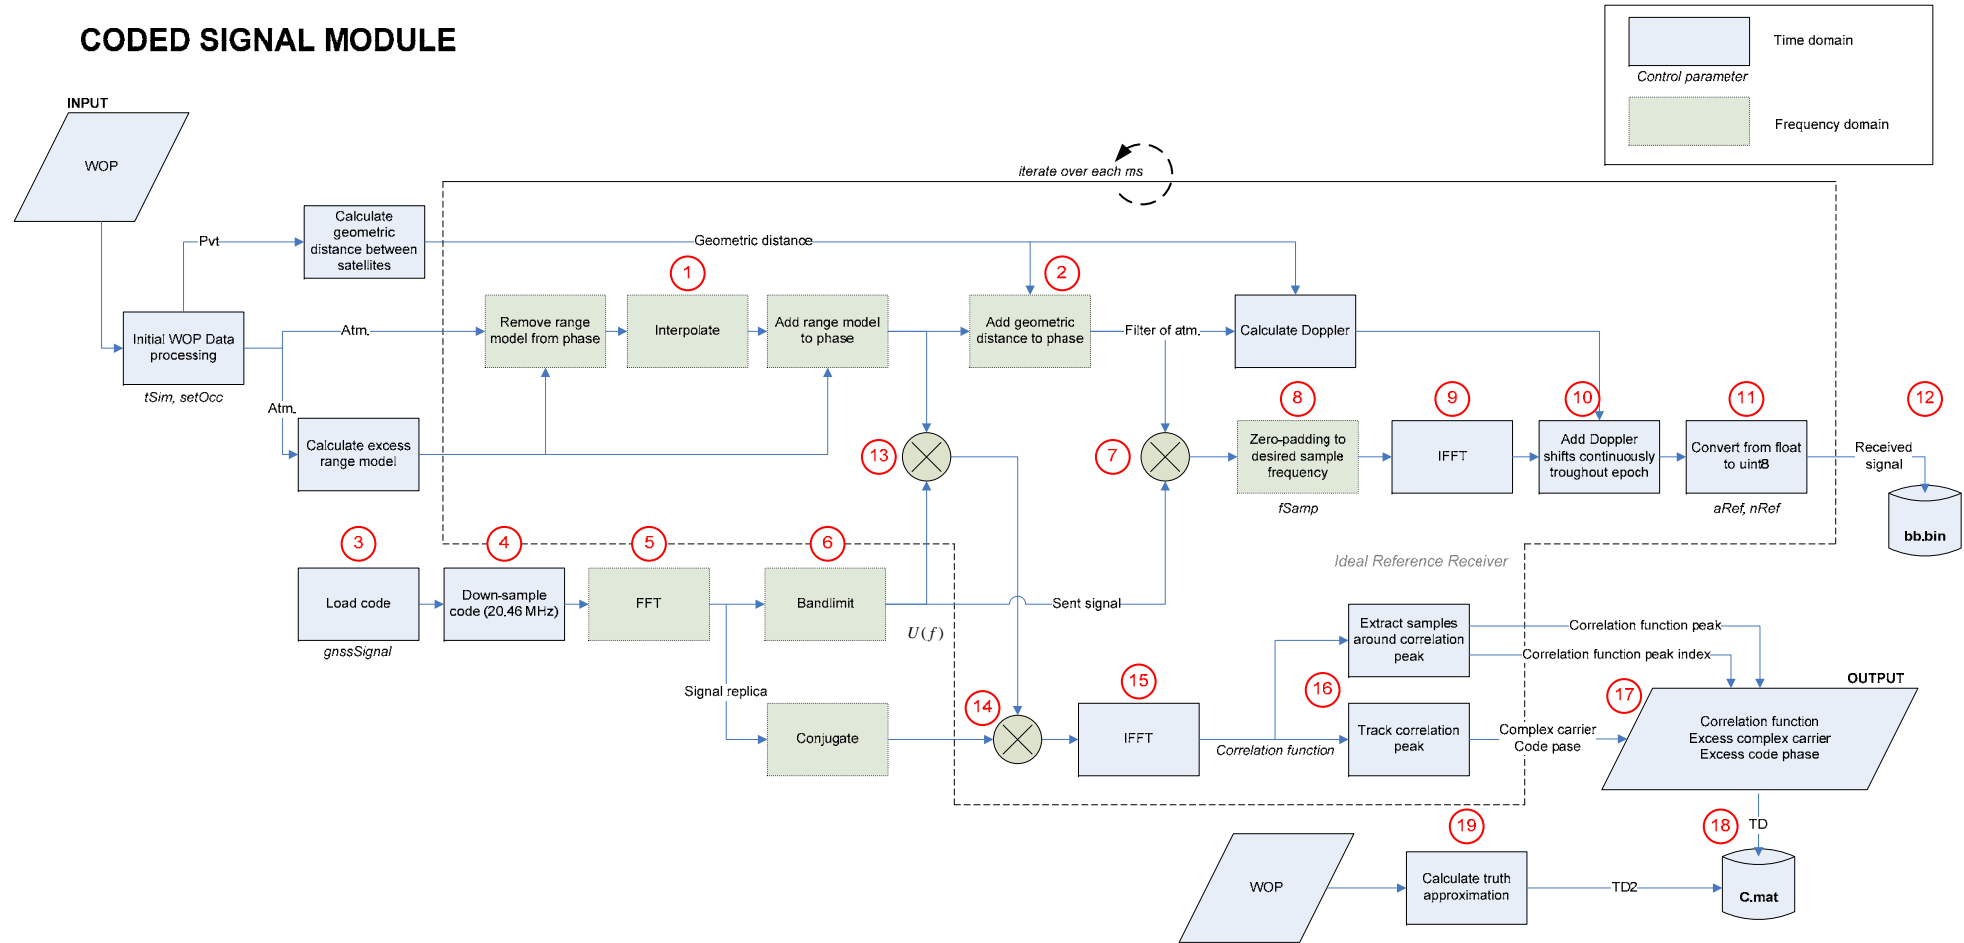 CODED SIGNAL MODULE
Time domain
Control parameter
Frequency domain
INPUT
WOP
iterate over each ms
Calculate
geometric
distance between
satellites
Pvt
Geometric distance
1
2
Initial WOP Data
processing
tSim, setOcc
Atm.
Atm.
Remove range
model from phase
Interpolate
Add range model
to phase
Add geometric
distance to phase
Filter of atm.
Calculate Doppler
Calculate excess
range model
13
7
8
9
10
11
12
Zero-padding to
desired sample
frequency
fSamp
IFFT
Add Doppler
shifts continuously
troughout epoch
Convert from float
to uint8
aRef, nRef
Received
signal
bb.bin
3
4
5
6
Load code
gnssSignal
Down-sample
code (20.46 MHz)
FFT
Bandlimit
U(f)
Sent signal
Ideal Reference Receiver
Signal replica
Conjugate
14
15
IFFT
Correlation function
16
Extract samples
around correlation
peak
Track correlation
peak
Correlation function peak
Correlation function peak index
Complex carrier
Code pase
OUTPUT
17
Correlation function
Excess complex carrier
Excess code phase
18
TD
19
WOP
Calculate truth
approximation
TD2
C.mat